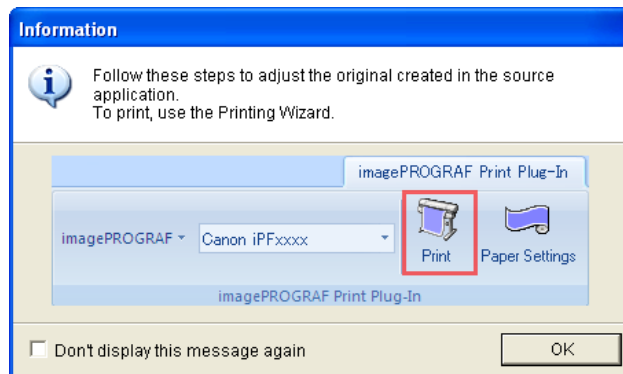 Information
Follow these steps to adjust the original created in the source
application.
To print, use the Printing Wizard.
imagePROGRAF Print Plug-In
imagePROGRAF
Canon iPFxxxx
Print
Paper Settings
imagePROGRAF Print Plug-In
Don't display this message again
OK